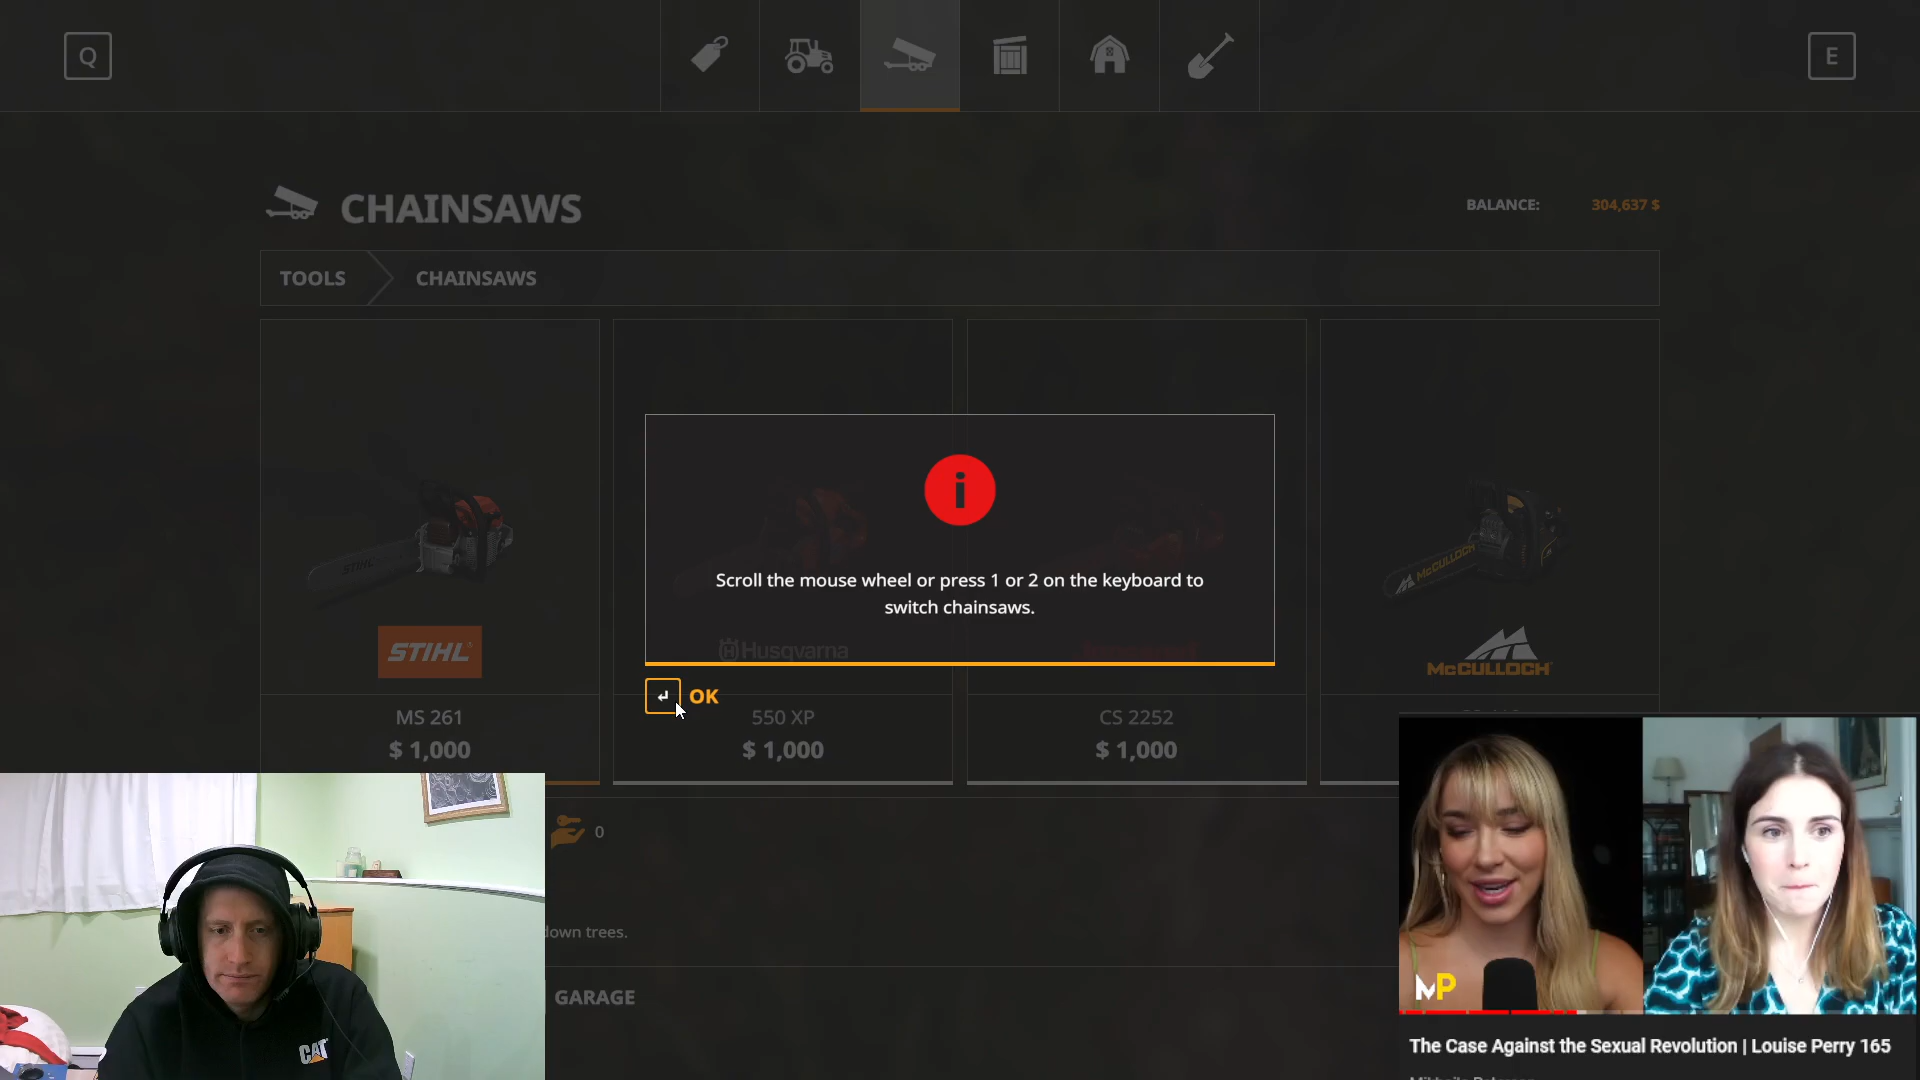 Q
E
CHAINSAWS
BALANCE: 304,637 $
TOOLS
CHAINSAWS
STIHL
McCULLOCH
i
Scroll the mouse wheel or press 1 or 2 on the keyboard to
switch chainsaws.
STIHL
Husqvarna
McCULLOCH
OK
MS 261
$ 1,000
550 XP
$ 1,000
CS 2252
$ 1,000
0
down trees.
GARAGE
CAT
MP
The Case Against the Sexual Revolution | Louise Perry 165